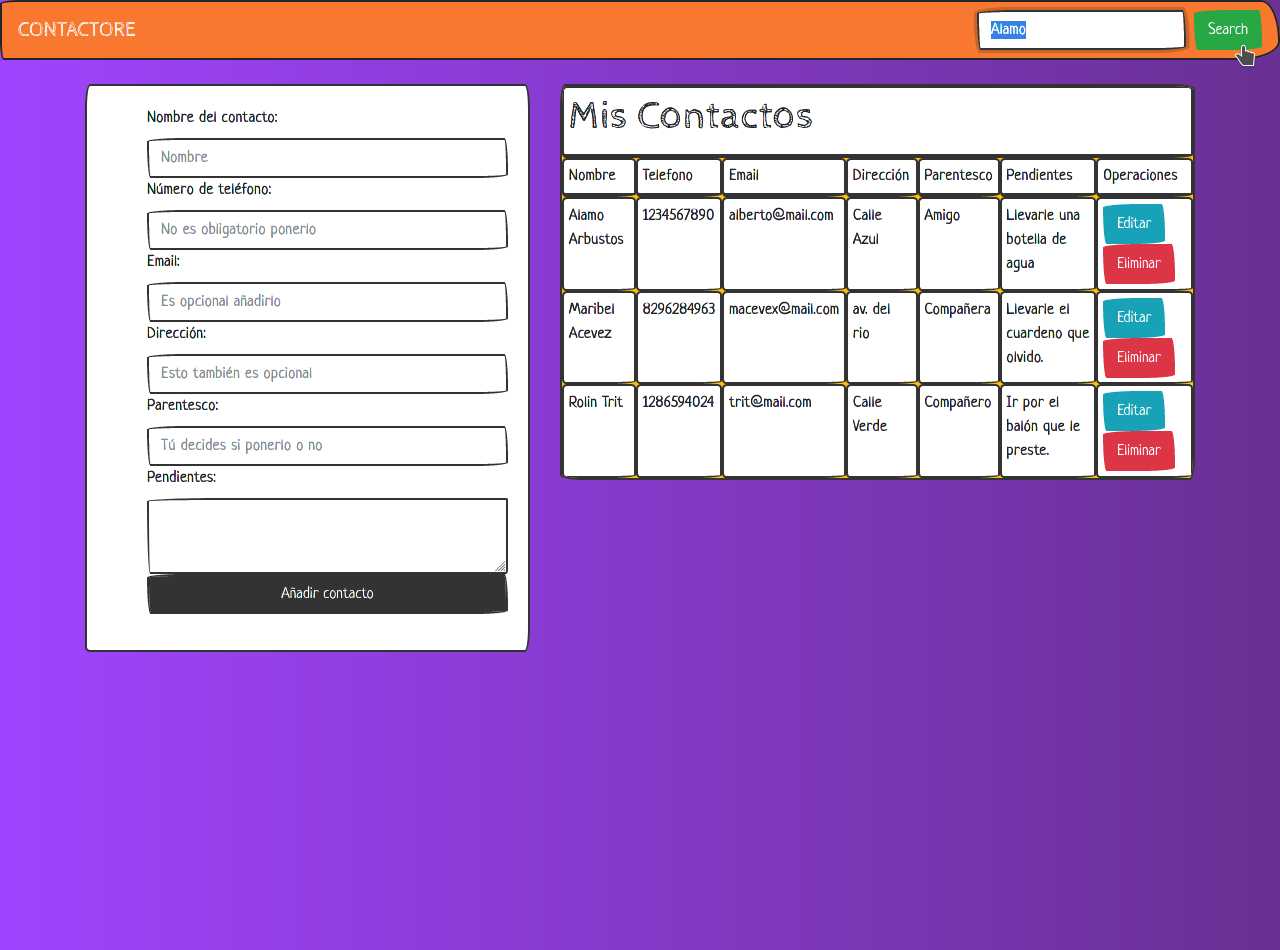 CONTACTORE
Alamo
Search
Nombre del contacto:
Nombre
Número de teléfono:
No es obligatorio ponerlo
Email:
Es opcional añadirlo
Dirección:
Esto también es opcional
Parentesco:
Tú decides si ponerlo o no
Pendientes:
Añadir contacto
Mis Contactos
Nombre Telefono Email Dirección Parentesco Pendientes Operaciones
Alamo 1234567890 alberto@mail.com Calle Amigo Llevarle una Editar
Arbustos Azul botella de
agua Eliminar
Maribel 8296284963 macevex@mail.com av. del Compañera Llevarle el Editar
Acevez rio cuardeno que
olvido. Eliminar
Rolin Trit 1286594024 trit@mail.com Calle Compañero Ir por el Editar
Verde balón que le
preste. Eliminar